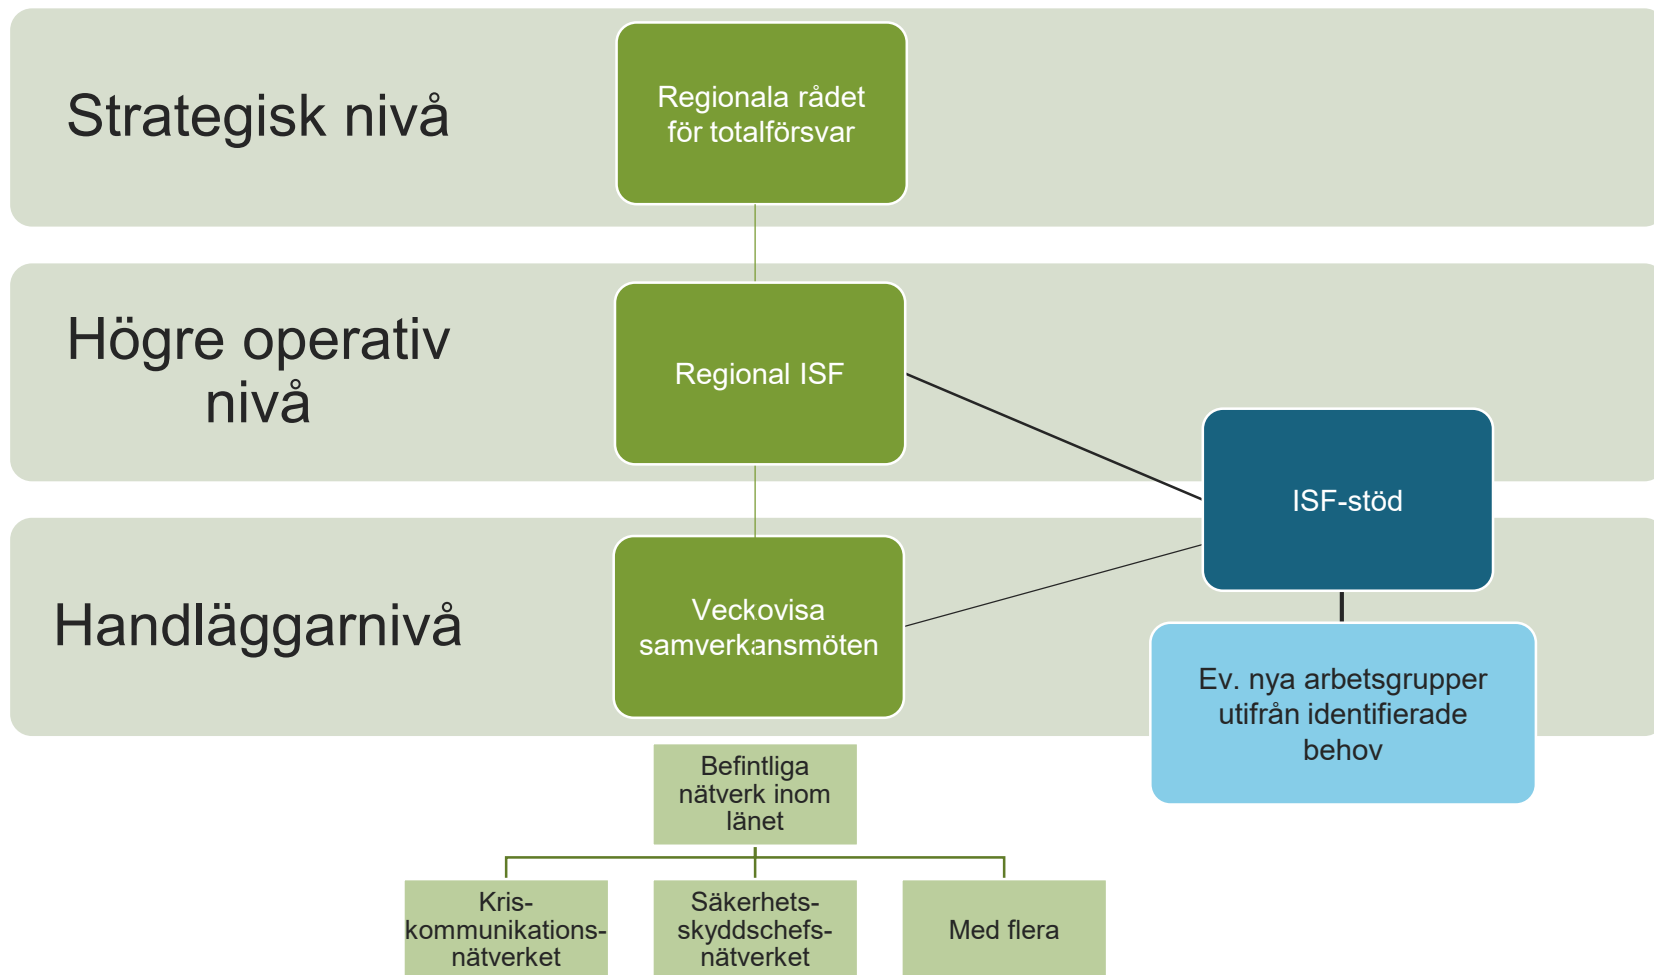 Strategisk nivå
Regionala rådet
för totalförsvar
Högre operativ
nivå
Regional ISF
ISF-stöd
Handläggarnivå
Veckovisa
samverkansmöten
Ev. nya arbetsgrupper
utifrån identifierade
behov
Befintliga
nätverk inom
länet
Kris-
kommunikations-
nätverket
Säkerhets-
skyddschefs-
nätverket
Med flera